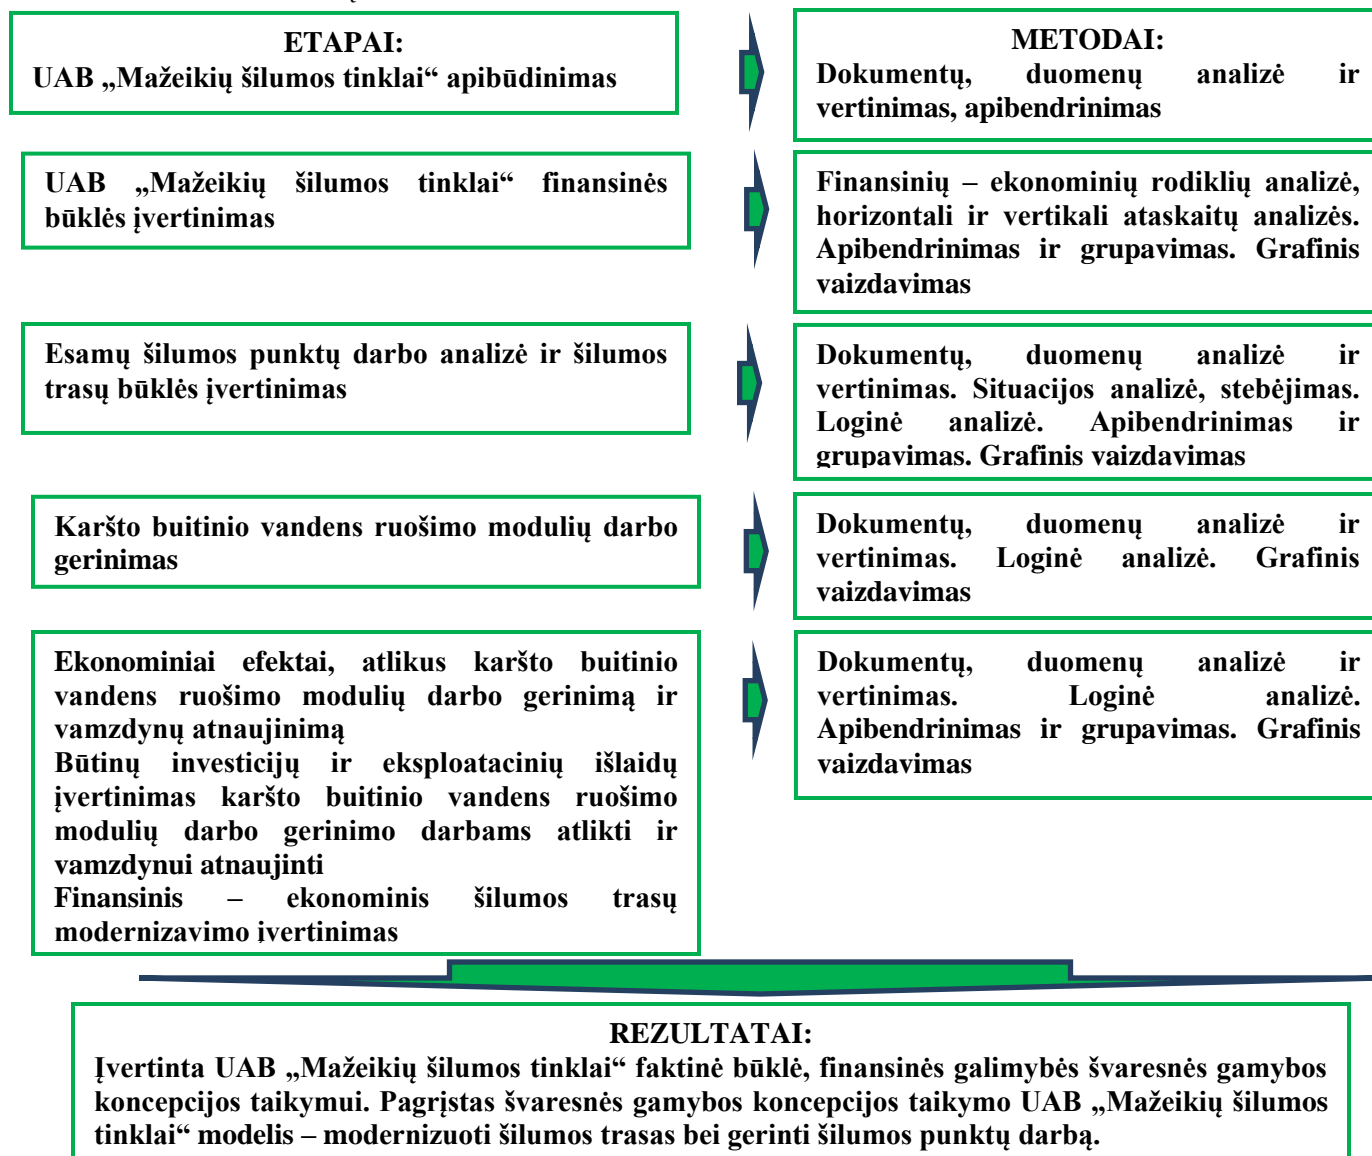 ETAPAI:
UAB „Mažeikių šilumos tinklai“ apibūdinimas
METODAI:
Dokumentų, duomenų analizė ir
vertinimas, apibendrinimas
UAB „Mažeikių šilumos tinklai“ finansinės
būklės įvertinimas
Finansinių – ekonominių rodiklių analizė,
horizontali ir vertikali ataskaitų analizės.
Apibendrinimas ir grupavimas. Grafinis
vaizdavimas
Esamų šilumos punktų darbo analizė ir šilumos
trasų būklės įvertinimas
Dokumentų, duomenų analizė ir
vertinimas. Situacijos analizė, stebėjimas.
Loginė analizė. Apibendrinimas ir
grupavimas. Grafinis vaizdavimas
Karšto buitinio vandens ruošimo modulių darbo
gerinimas
Dokumentų, duomenų analizė ir
vertinimas. Loginė analizė. Grafinis
vaizdavimas
Ekonominiai efektai, atlikus karšto buitinio
vandens ruošimo modulių darbo gerinimą ir
vamzdynų atnaujinimą
Būtinų investicijų ir eksploatacinių išlaidų
įvertinimas karšto buitinio vandens ruošimo
modulių darbo gerinimo darbams atlikti ir
vamzdynui atnaujinti
Finansinis – ekonominis šilumos trasų
modernizavimo įvertinimas
Dokumentų, duomenų analizė ir
vertinimas. Loginė analizė.
Apibendrinimas ir grupavimas. Grafinis
vaizdavimas
REZULTATAI:
Įvertinta UAB „Mažeikių šilumos tinklai“ faktinė būklė, finansinės galimybės švaresnės gamybos
koncepcijos taikymui. Pagrįstas švaresnės gamybos koncepcijos taikymo UAB „Mažeikių šilumos
tinklai“ modelis – modernizuoti šilumos trasas bei gerinti šilumos punktų darbą.